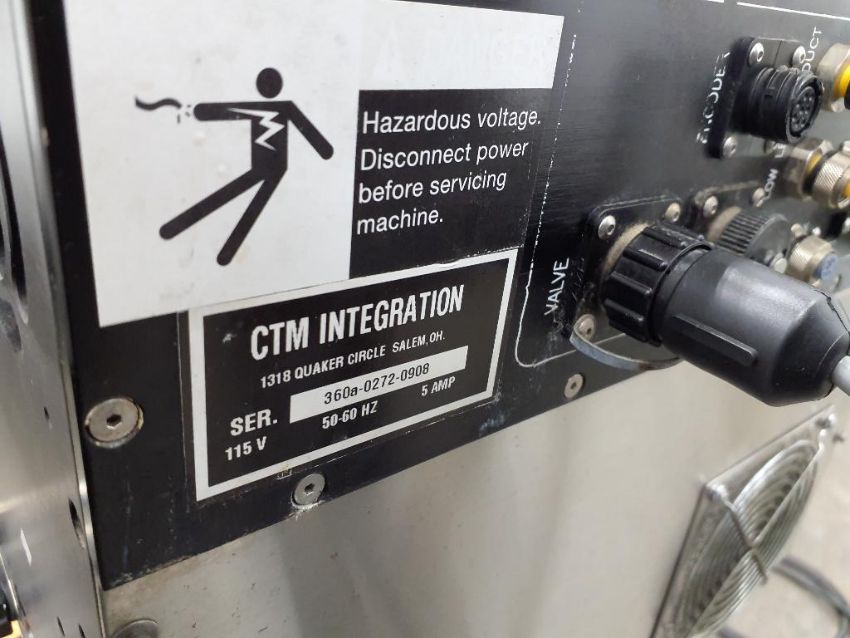 DANGER
Hazardous voltage.
Disconnect power
before servicing
machine.
CTM INTEGRATION
1318 QUAKER CIRCLE SALEM, OH.
SER. 360a-0272-0908
115 V 50-60 HZ 5 AMP
VALVE
ENCODER